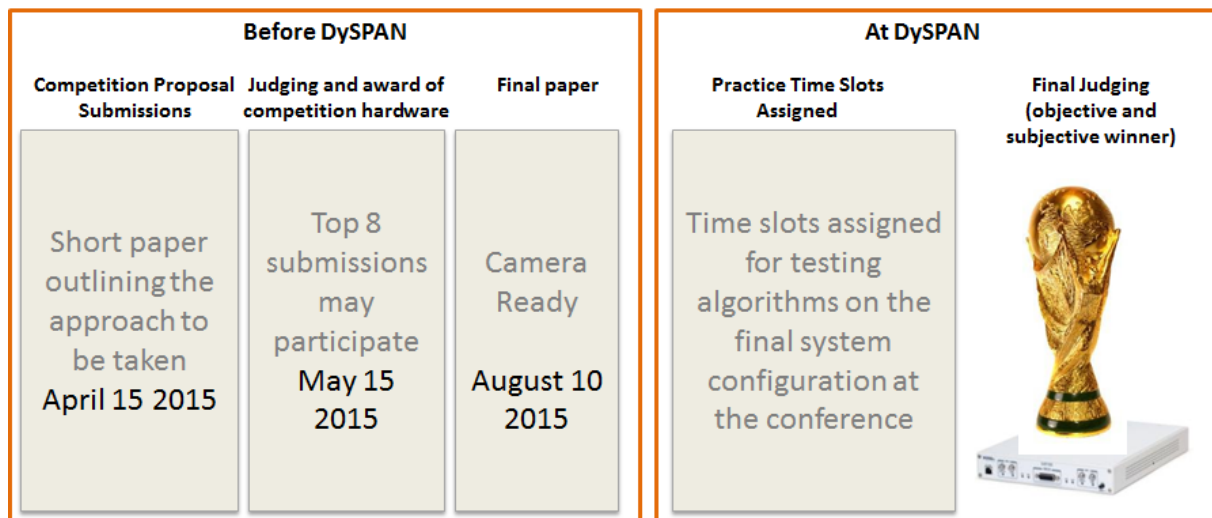 Before DySPAN
Competition Proposal
Submissions
Short paper
outlining the
approach to
be taken
April 15 2015
Judging and award of
competition hardware
Top 8
submissions
may
participate
May 15
2015
Final paper
Camera
Ready
August 10
2015
At DySPAN
Practice Time Slots
Assigned
Time slots assigned
for testing
algorithms on the
final system
configuration at
the conference
Final Judging
(objective and
subjective winner)